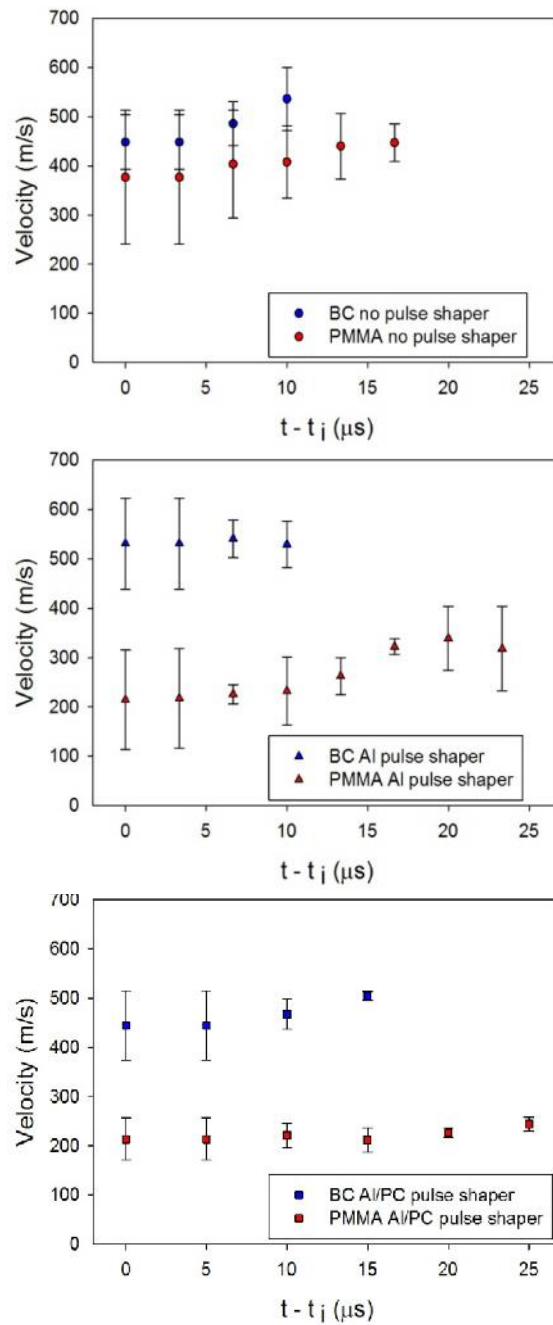 700
600
500
400
300
200
100
0
Velocity (m/s)
BC no pulse shaper
PMMA no pulse shaper
0 5 10 15 20 25
t - t i (μs)
700
600
500
400
300
200
100
0
Velocity (m/s)
BC Al pulse shaper
PMMA Al pulse shaper
0 5 10 15 20 25
t - t i (μs)
700
600
500
400
300
200
100
0
Velocity (m/s)
BC Al/PC pulse shaper
PMMA Al/PC pulse shaper
0 5 10 15 20 25
t - t i (μs)